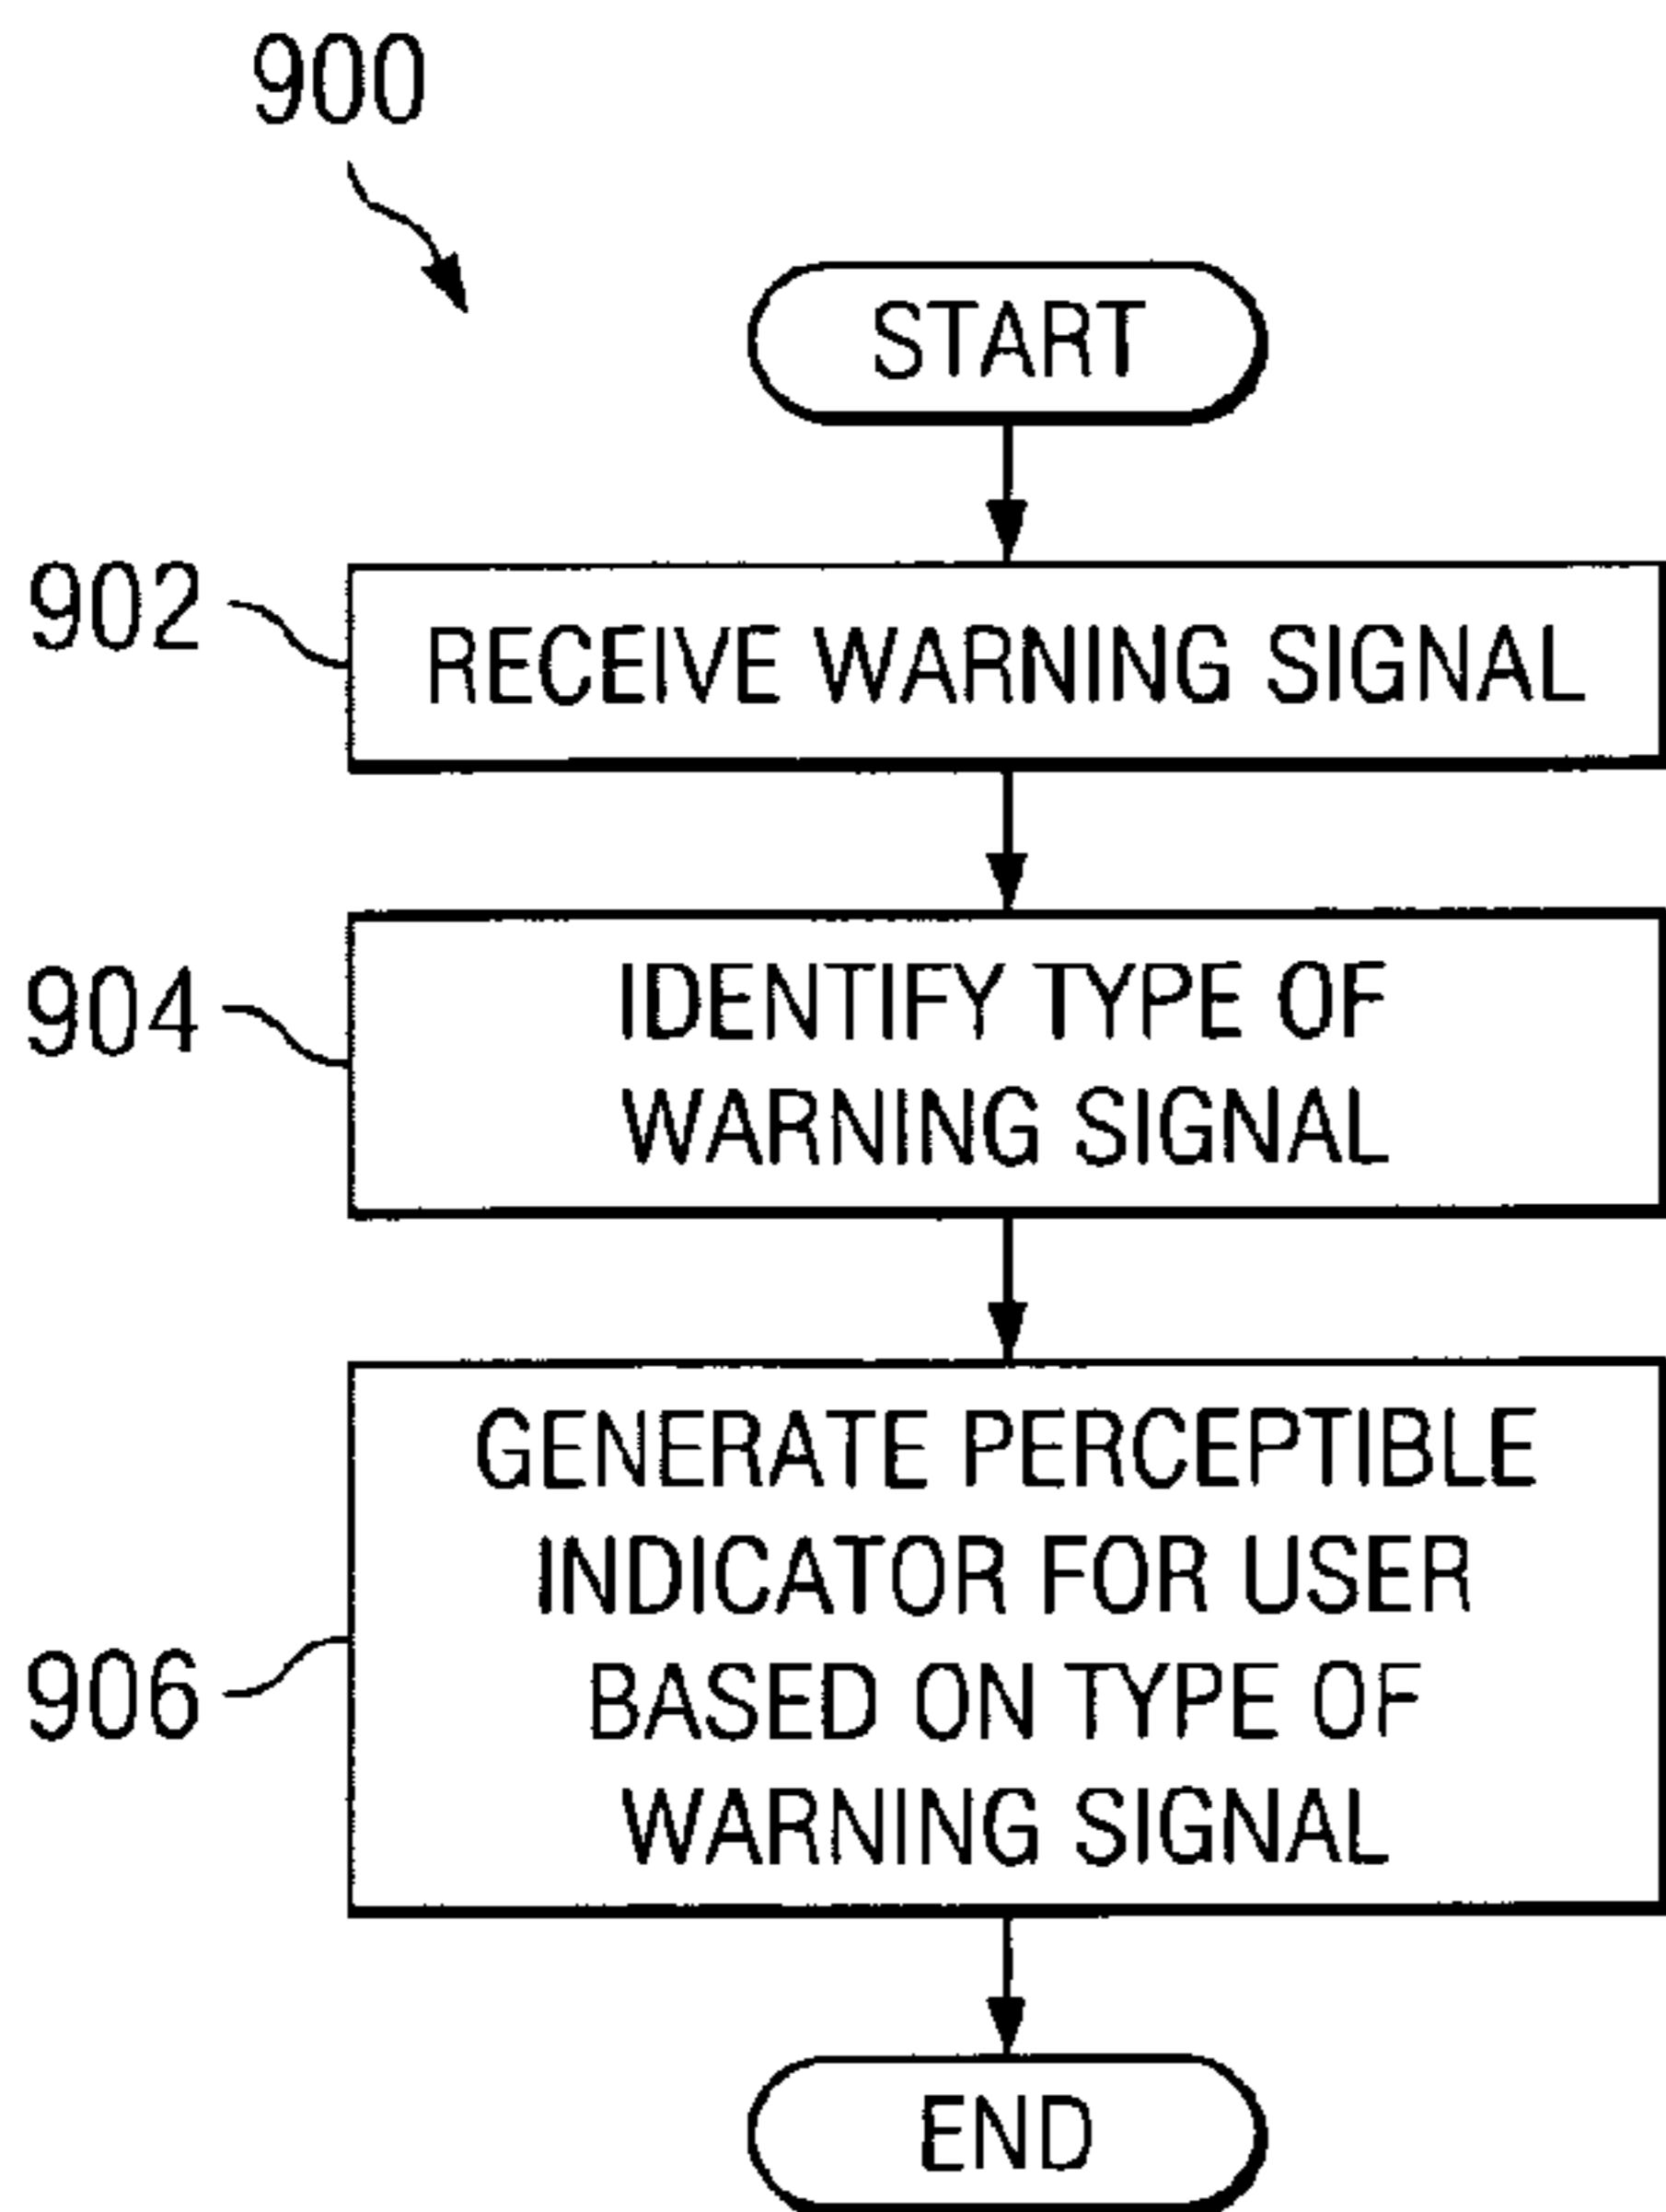 900
START
902
RECEIVE WARNING SIGNAL
904
IDENTIFY TYPE OF
WARNING SIGNAL
906
GENERATE PERCEPTIBLE
INDICATOR FOR USER
BASED ON TYPE OF
WARNING SIGNAL
END